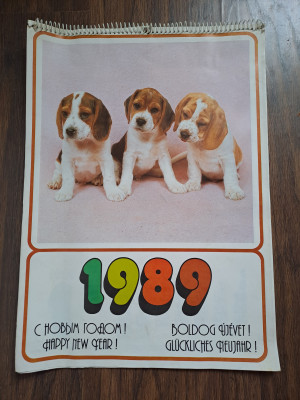 1989
С НОВЫМ ГОДОМ!
HAPPY NEW YEAR!
BOLDOG ÚJÉVET!
GLÜCKLICHES NEUJAHR!